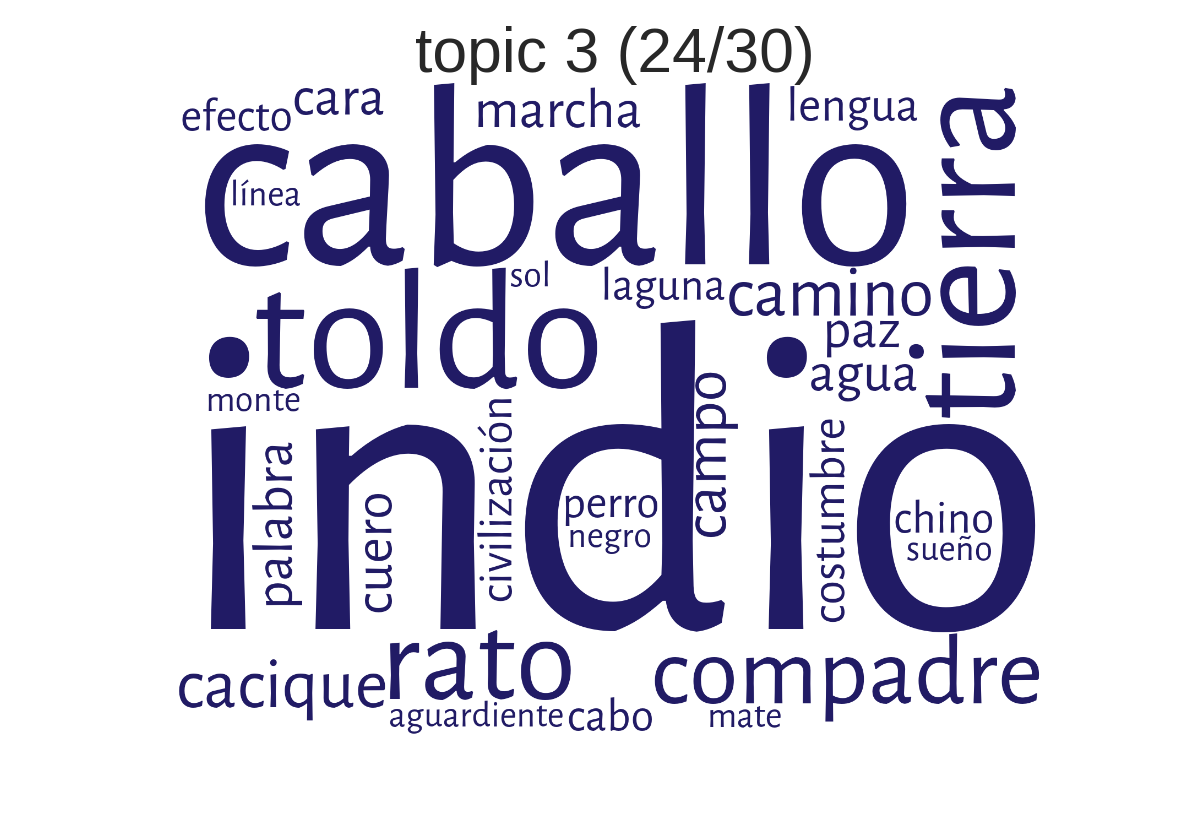 topic 3 (24/30)
efecto
cara
marcha
lengua
tierra
caballo
línea
toldo
sol
laguna
camino
paz
agua
monte
indio
palabra
cuero
civilización
perro
negro
campo
costumbre
chino
sueño
cacique
rato
compadre
aguardiente
cabo
mate